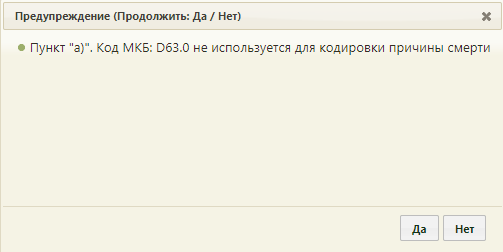 Предупреждение (Продолжить: Да / Нет)
Пункт "а)". Код МКБ: D63.0 не используется для кодировки причины смерти
Да Нет